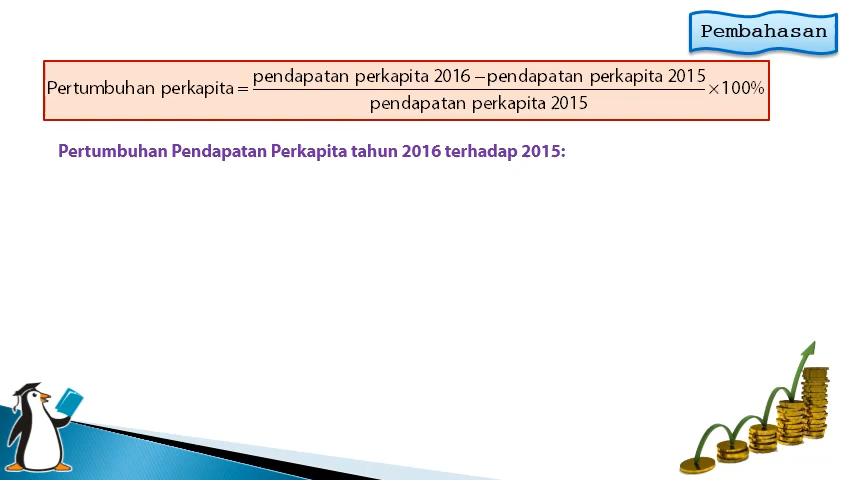 Pembahasan
Pertumbuhan perkapita = pendapatan perkapita 2016 − pendapatan perkapita 2015 / pendapatan perkapita 2015 × 100%
Pertumbuhan Pendapatan Perkapita tahun 2016 terhadap 2015: